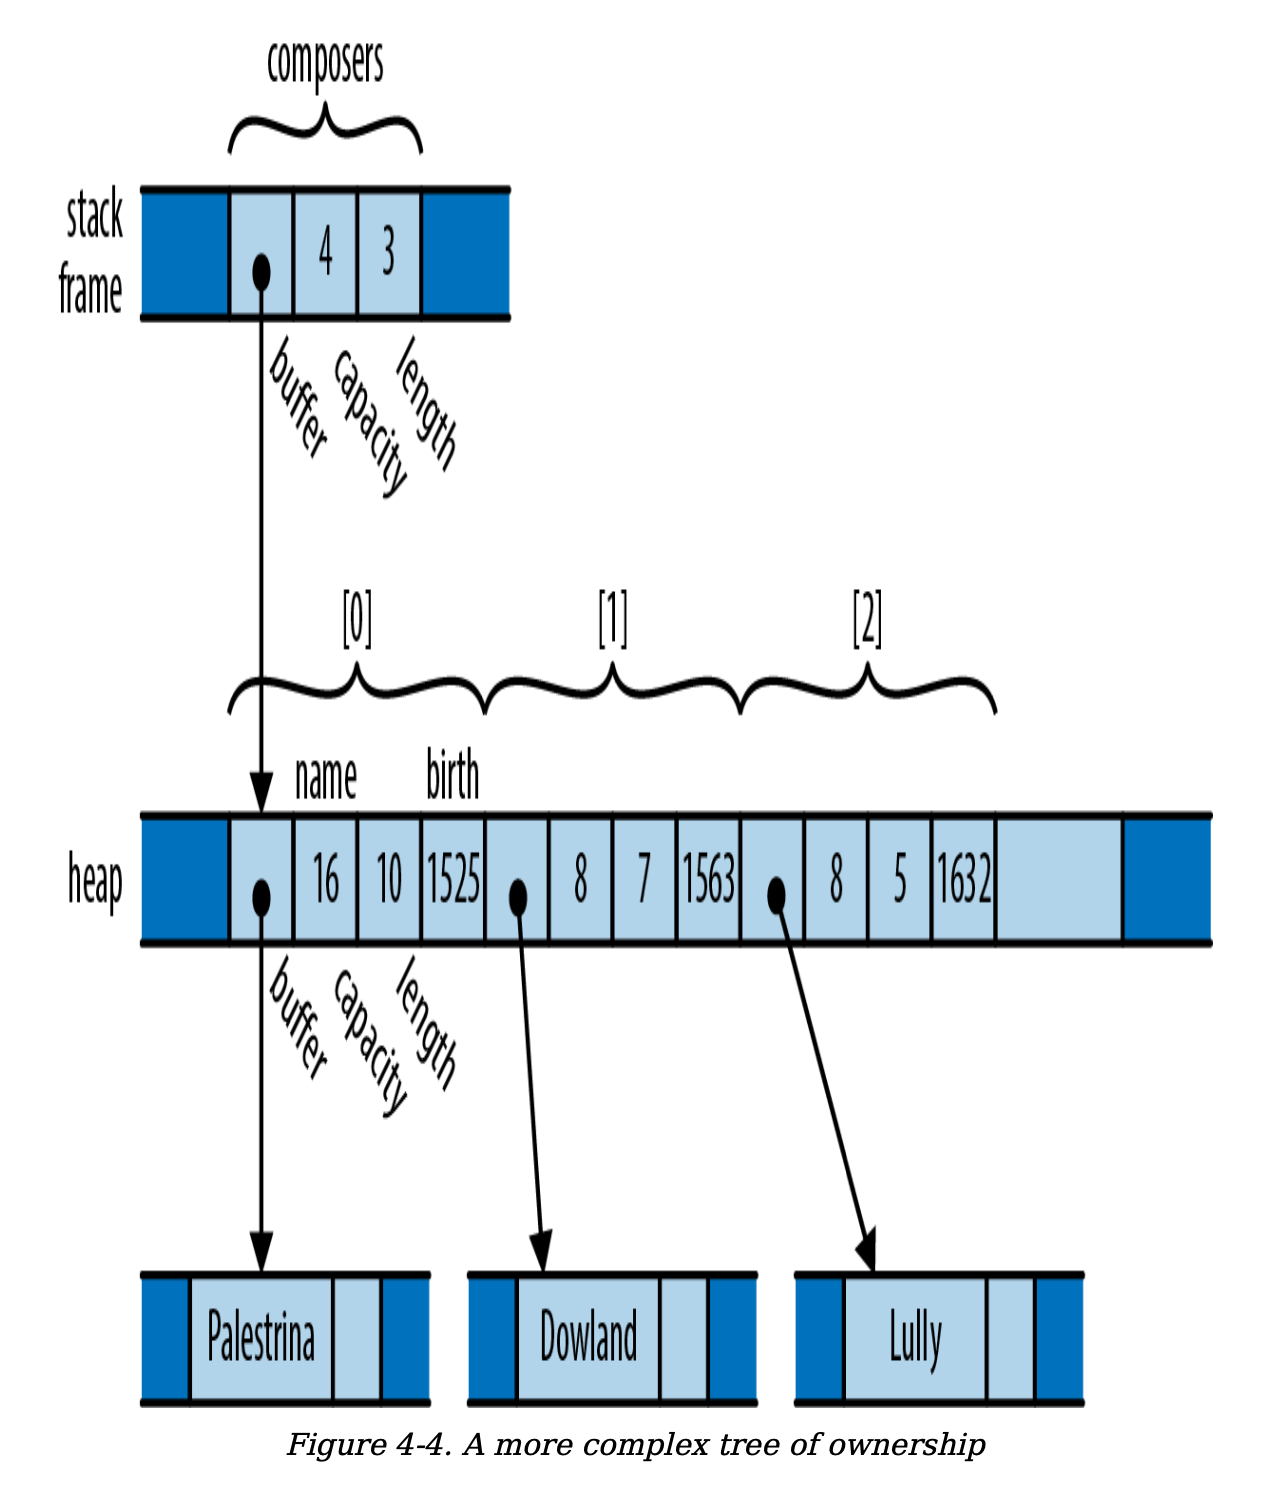 composers
stack
frame
4 3
buffer capacity length
[0] [1] [2]
name birth
heap
16 10 1525 8 7 1563 8 5 1632
buffer capacity length
Palestrina Dowland Lully
Figure 4-4. A more complex tree of ownership